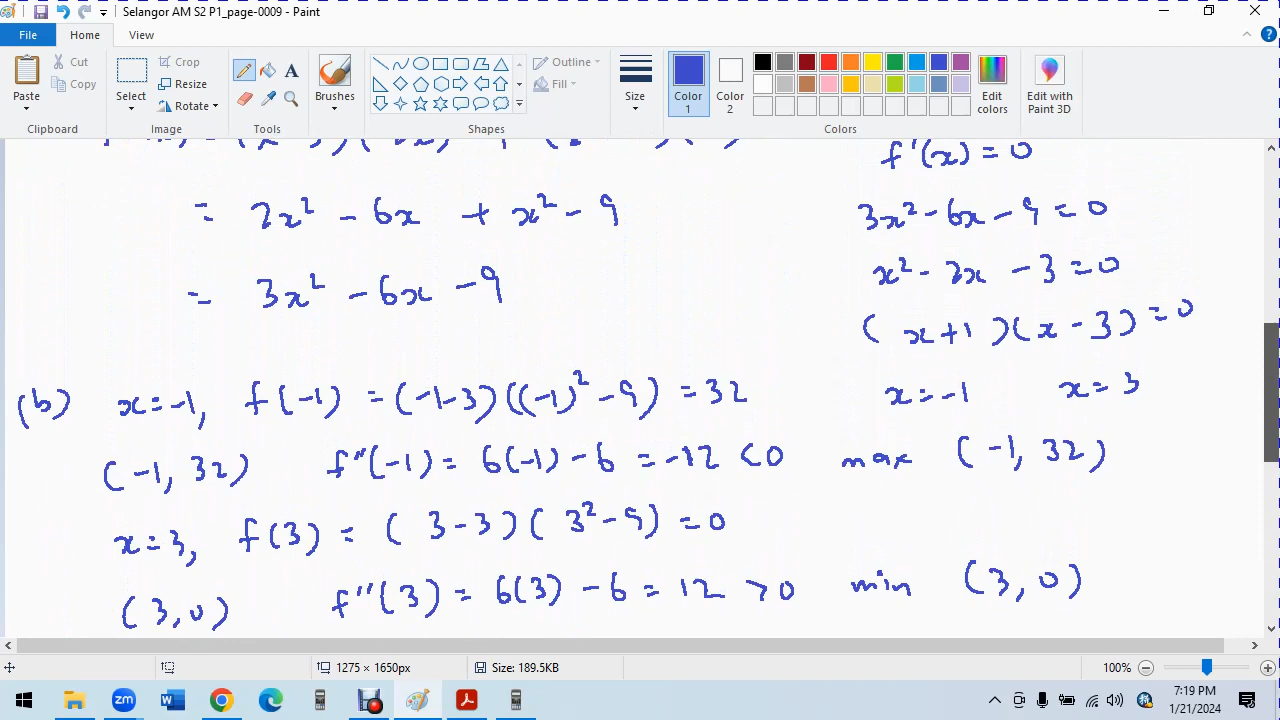 Selangor AM S2 P1_page-0009 - Paint
File Home View
Paste Cut Copy Clipboard
Select Crop Resize Rotate Image
Tools
Brushes
Shapes Outline Fill
Size
Color 1 Color 2 Edit colors Colors
Edit with Paint 3D
f'(x) = 0
= 2x² - 6x + x² - 9
3x² - 6x - 9 = 0
= 3x² - 6x - 9
x² - 2x - 3 = 0
(x+1)(x-3) = 0
x = -1 x = 3
(b) x = -1, f(-1) = (-1-3)((-1)² - 9) = 32
(-1, 32) f''(-1) = 6(-1) - 6 = -12 < 0 max (-1, 32)
x = 3, f(3) = (3-3)(3² - 9) = 0
(3, 0) f''(3) = 6(3) - 6 = 12 > 0 min (3, 0)
1275 × 1650px Size: 189.5KB 100%
zm W
7:19 PM
1/21/2024